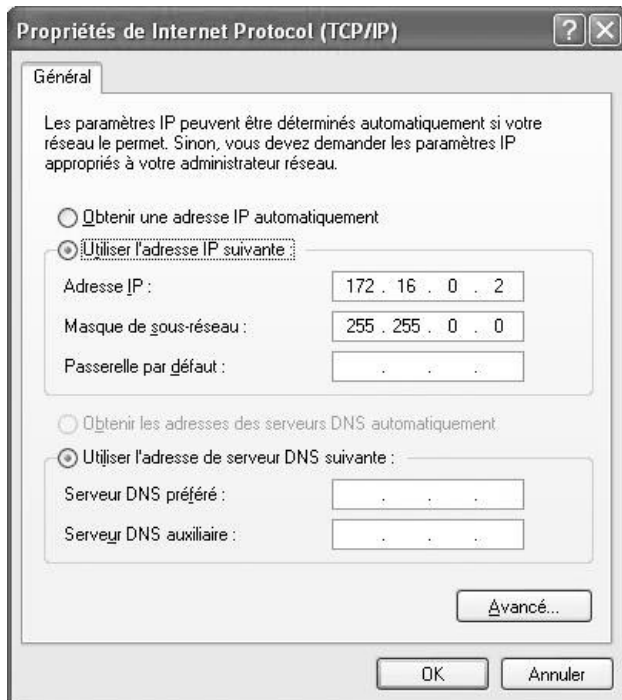 Propriétés de Internet Protocol (TCP/IP)
Général
Les paramètres IP peuvent être déterminés automatiquement si votre
réseau le permet. Sinon, vous devez demander les paramètres IP
appropriés à votre administrateur réseau.
Obtenir une adresse IP automatiquement
Utiliser l'adresse IP suivante :
Adresse IP : 172 . 16 . 0 . 2
Masque de sous-réseau : 255 . 255 . 0 . 0
Passerelle par défaut : . . .
Obtenir les adresses des serveurs DNS automatiquement
Utiliser l'adresse de serveur DNS suivante :
Serveur DNS préféré : . . .
Serveur DNS auxiliaire : . . .
Avancé...
OK Annuler